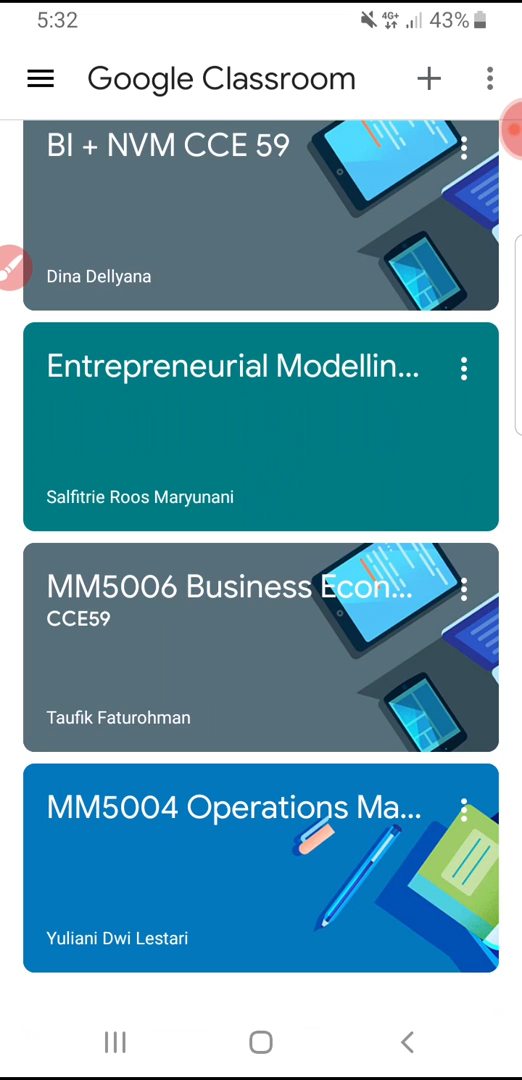 5:32
4G+ 43%
Google Classroom
BI + NVM CCE 59
Dina Dellyana
Entrepreneurial Modellin...
Salfitrie Roos Maryunani
MM5006 Business Econ...
CCE59
Taufik Faturohman
MM5004 Operations Ma...
Yuliani Dwi Lestari